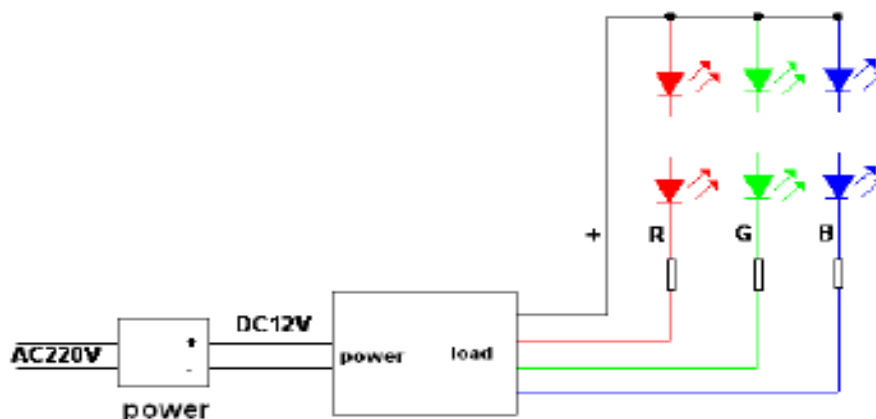 + R G B
DC12V
AC220V + power load
-
power